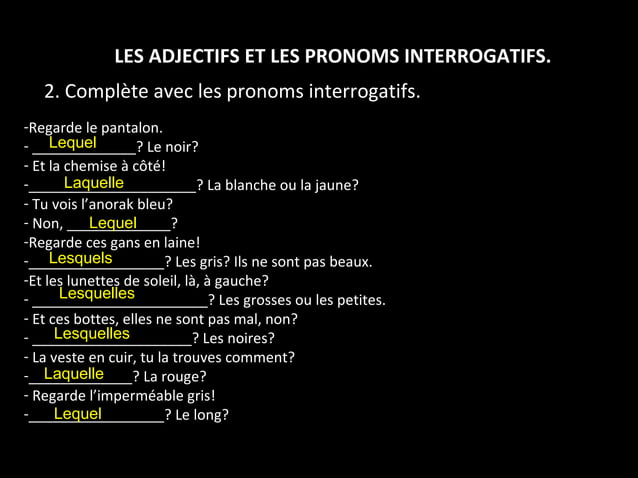 LES ADJECTIFS ET LES PRONOMS INTERROGATIFS.
2. Complète avec les pronoms interrogatifs.
-Regarde le pantalon.
- Lequel? Le noir?
- Et la chemise à côté!
- Laquelle? La blanche ou la jaune?
- Tu vois l’anorak bleu?
- Non, Lequel?
-Regarde ces gans en laine!
- Lesquels? Les gris? Ils ne sont pas beaux.
-Et les lunettes de soleil, là, à gauche?
- Lesquelles? Les grosses ou les petites.
- Et ces bottes, elles ne sont pas mal, non?
- Lesquelles? Les noires?
- La veste en cuir, tu la trouves comment?
- Laquelle? La rouge?
- Regarde l’imperméable gris!
- Lequel? Le long?